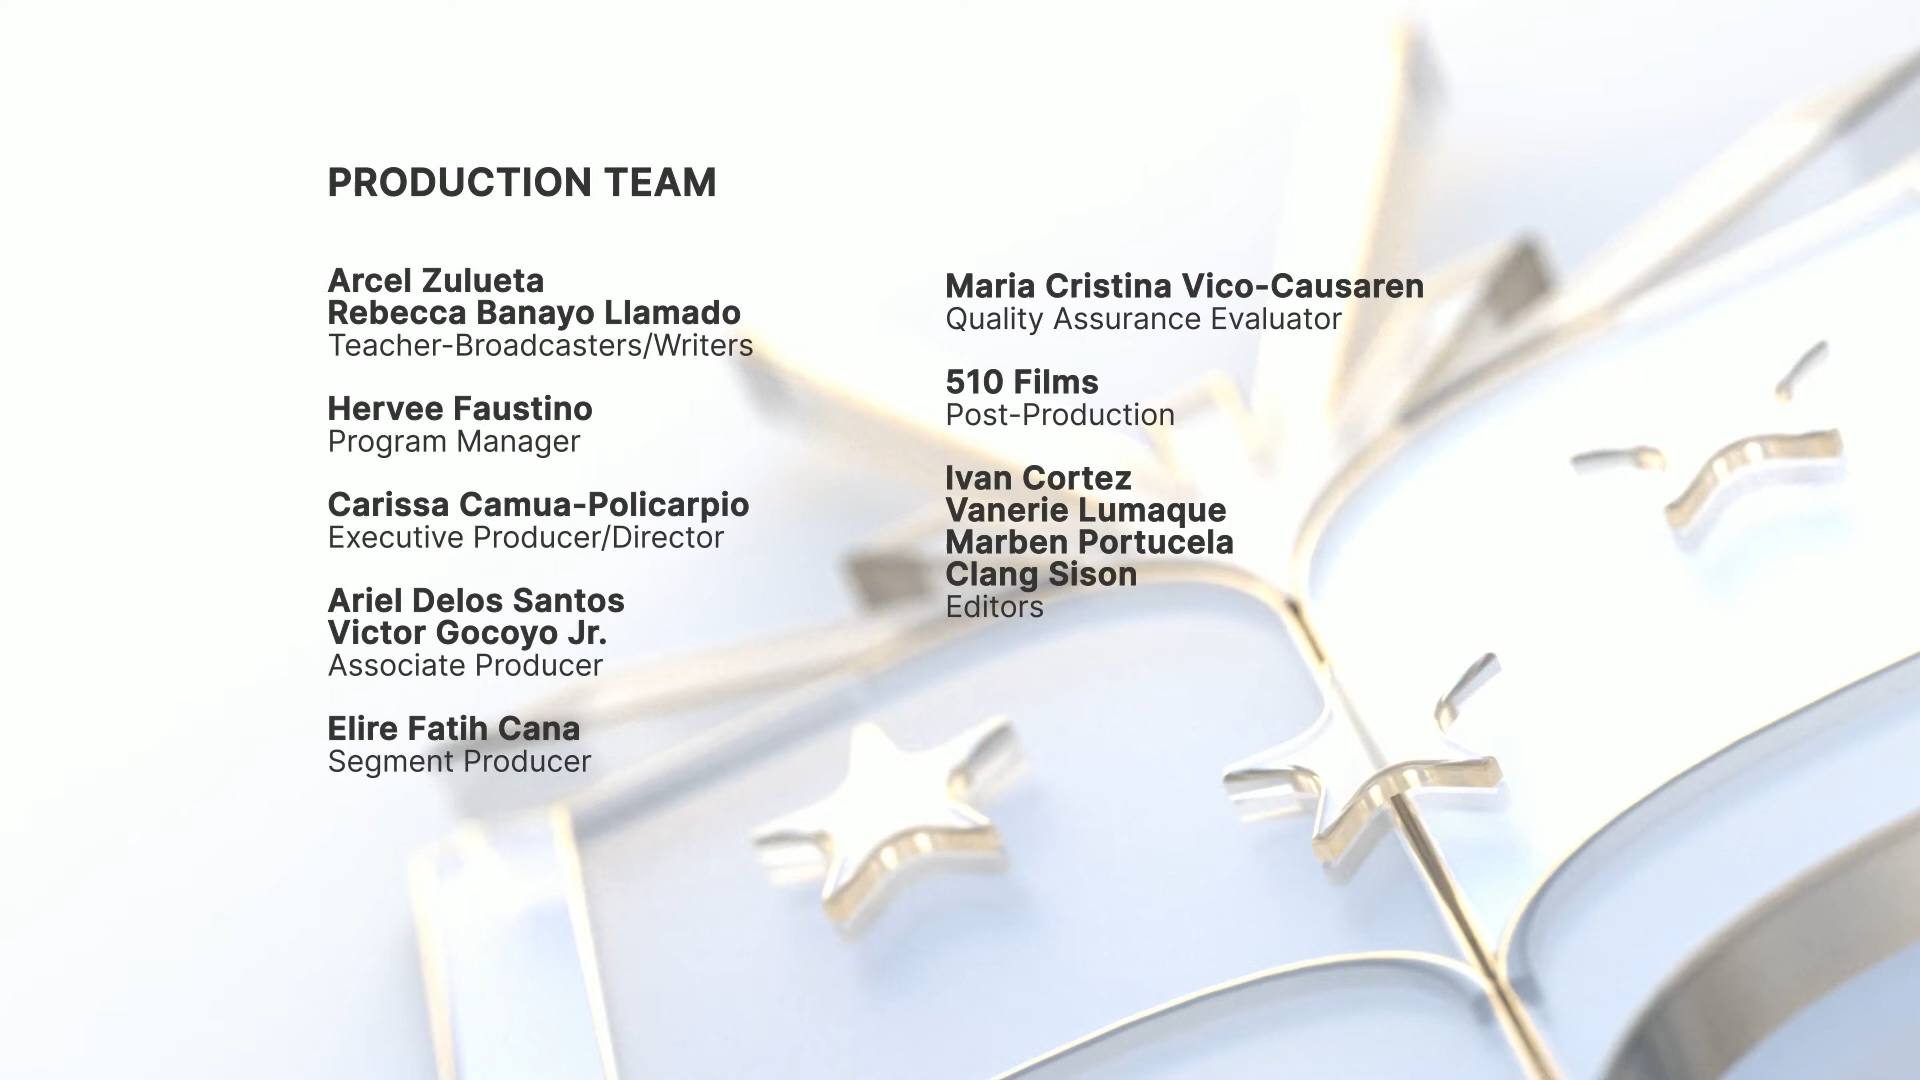 PRODUCTION TEAM
Arcel Zulueta
Rebecca Banayo Llamado
Teacher-Broadcasters/Writers
Hervee Faustino
Program Manager
Carissa Camua-Policarpio
Executive Producer/Director
Ariel Delos Santos
Victor Gocoyo Jr.
Associate Producer
Elire Fatih Cana
Segment Producer
Maria Cristina Vico-Causaren
Quality Assurance Evaluator
510 Films
Post-Production
Ivan Cortez
Vanerie Lumaque
Marben Portucela
Clang Sison
Editors